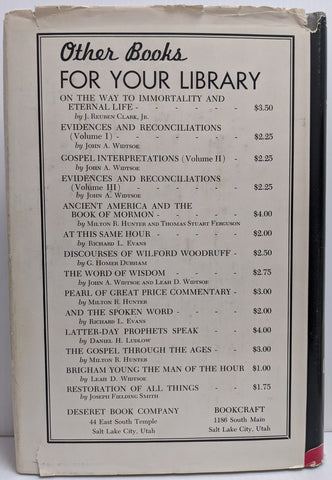 Other Books
FOR YOUR LIBRARY
ON THE WAY TO IMMORTALITY AND
ETERNAL LIFE - - - - - - - $3.50
by J. Reuben Clark, Jr.
EVIDENCES AND RECONCILIATIONS
(Volume I) - - - - - - - $2.25
by John A. Widtsoe
GOSPEL INTERPRETATIONS (Volume II) - $2.25
by John A. Widtsoe
EVIDENCES AND RECONCILIATIONS
(Volume III) - - - - - - $2.25
by John A. Widtsoe
ANCIENT AMERICA AND THE
BOOK OF MORMON - - - - - - $4.00
by Milton R. Hunter and Thomas Stuart Ferguson
AT THIS SAME HOUR - - - - - $2.00
by Richard L. Evans
DISCOURSES OF WILFORD WOODRUFF - $2.50
by G. Homer Durham
THE WORD OF WISDOM - - - - - $2.75
by John A. Widtsoe and Leah D. Widtsoe
PEARL OF GREAT PRICE COMMENTARY - $3.00
by Milton R. Hunter
AND THE SPOKEN WORD - - - - $2.00
by Richard L. Evans
LATTER-DAY PROPHETS SPEAK - - $4.00
by Daniel H. Ludlow
THE GOSPEL THROUGH THE AGES - - $3.00
by Milton R. Hunter
BRIGHAM YOUNG THE MAN OF THE HOUR $1.00
by Leah D. Widtsoe
RESTORATION OF ALL THINGS - - $1.75
by Joseph Fielding Smith
DESERET BOOK COMPANY BOOKCRAFT
44 East South Temple 1186 South Main
Salt Lake City, Utah Salt Lake City, Utah